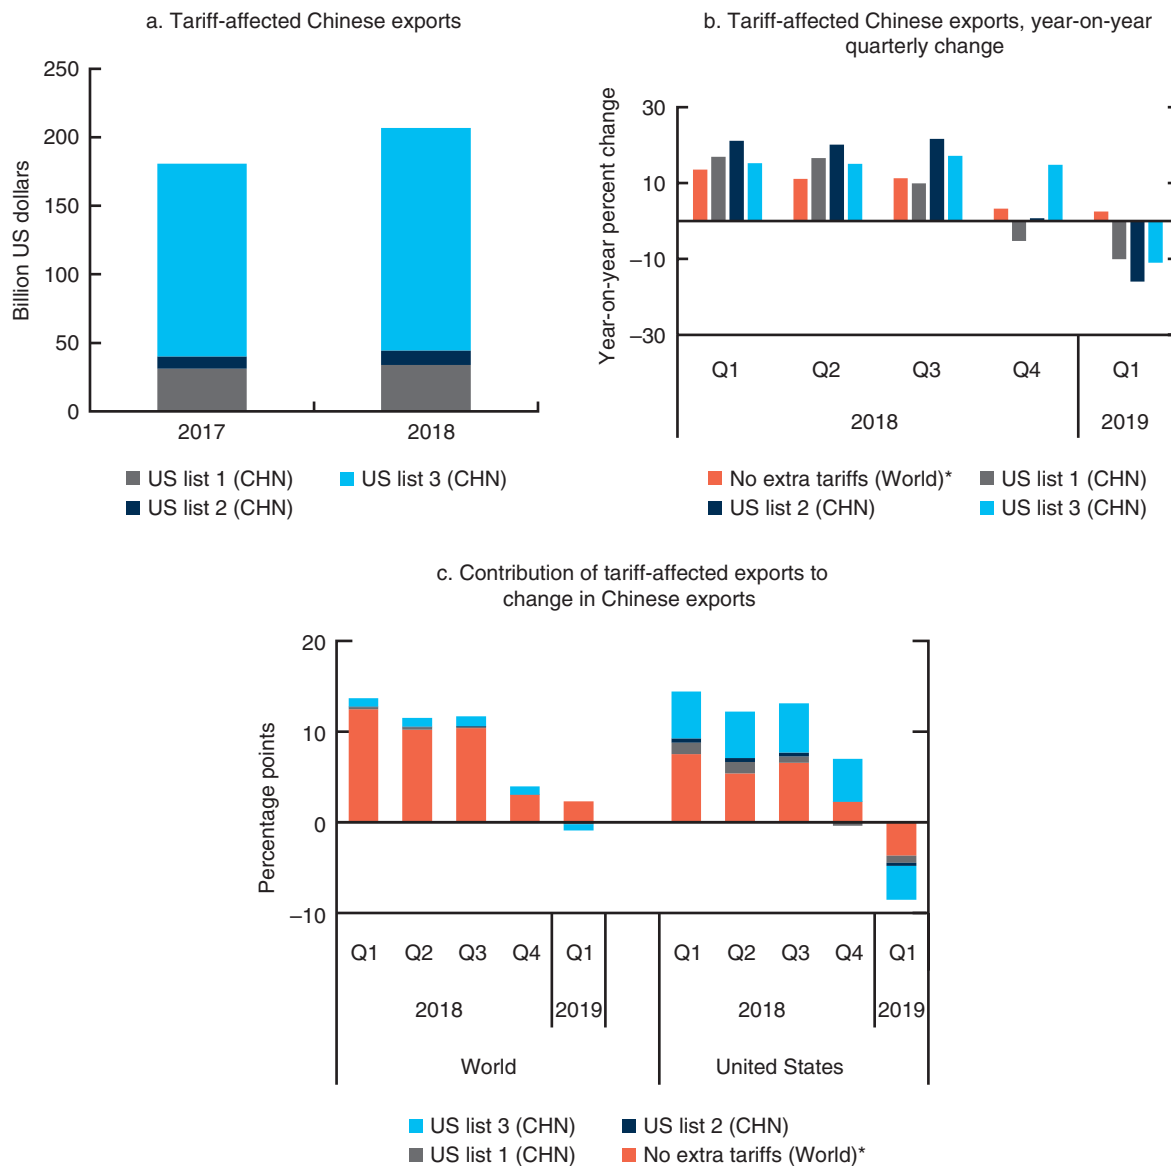 a. Tariff-affected Chinese exports
250
200
150
100
50
0
Billion US dollars
2017
2018
US list 1 (CHN)
US list 3 (CHN)
US list 2 (CHN)
b. Tariff-affected Chinese exports, year-on-year
quarterly change
30
10
–10
–30
Year-on-year percent change
Q1
Q2
Q3
Q4
Q1
2018
2019
No extra tariffs (World)*
US list 1 (CHN)
US list 2 (CHN)
US list 3 (CHN)
c. Contribution of tariff-affected exports to
change in Chinese exports
20
10
0
–10
Percentage points
Q1
Q2
Q3
Q4
Q1
Q1
Q2
Q3
Q4
Q1
2018
2019
2018
2019
World
United States
US list 3 (CHN)
US list 2 (CHN)
US list 1 (CHN)
No extra tariffs (World)*